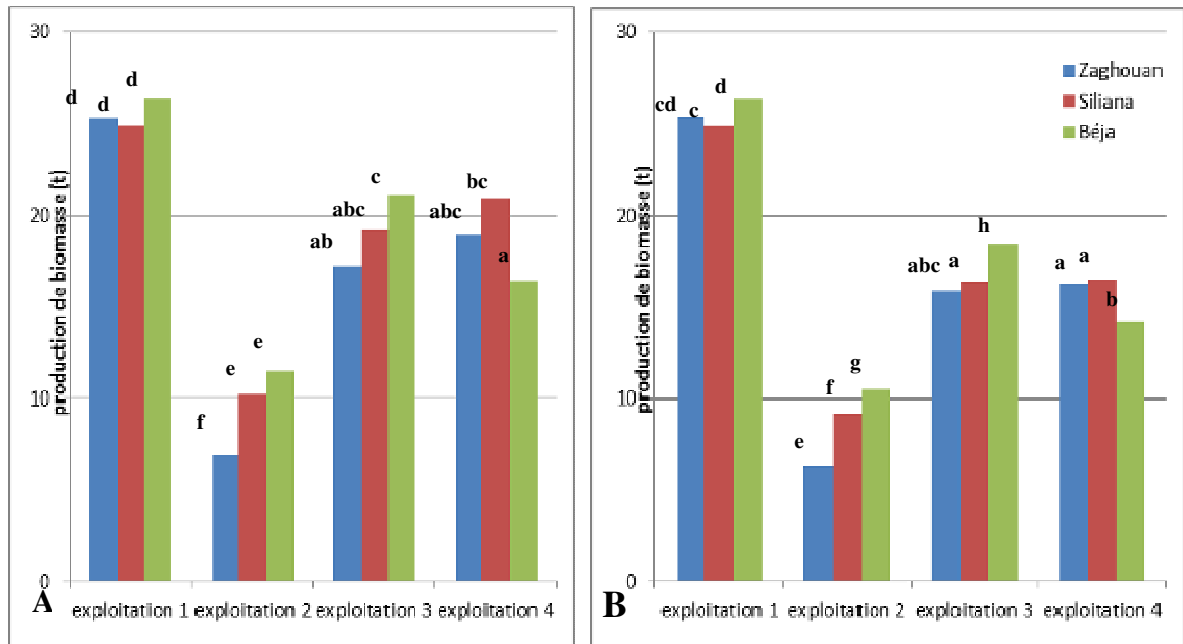 30
d
d
d
production de biomasse (t)
c
bc
abc
abc
ab
20
a
e
e
10
f
0
A
exploitation 1
exploitation 2
exploitation 3
exploitation 4
30
Zaghouan
Siliana
Béja
cd
c
d
production de biomasse (t)
h
20
abc
a
a
a
b
g
f
10
e
0
B
exploitation 1
exploitation 2
exploitation 3
exploitation 4